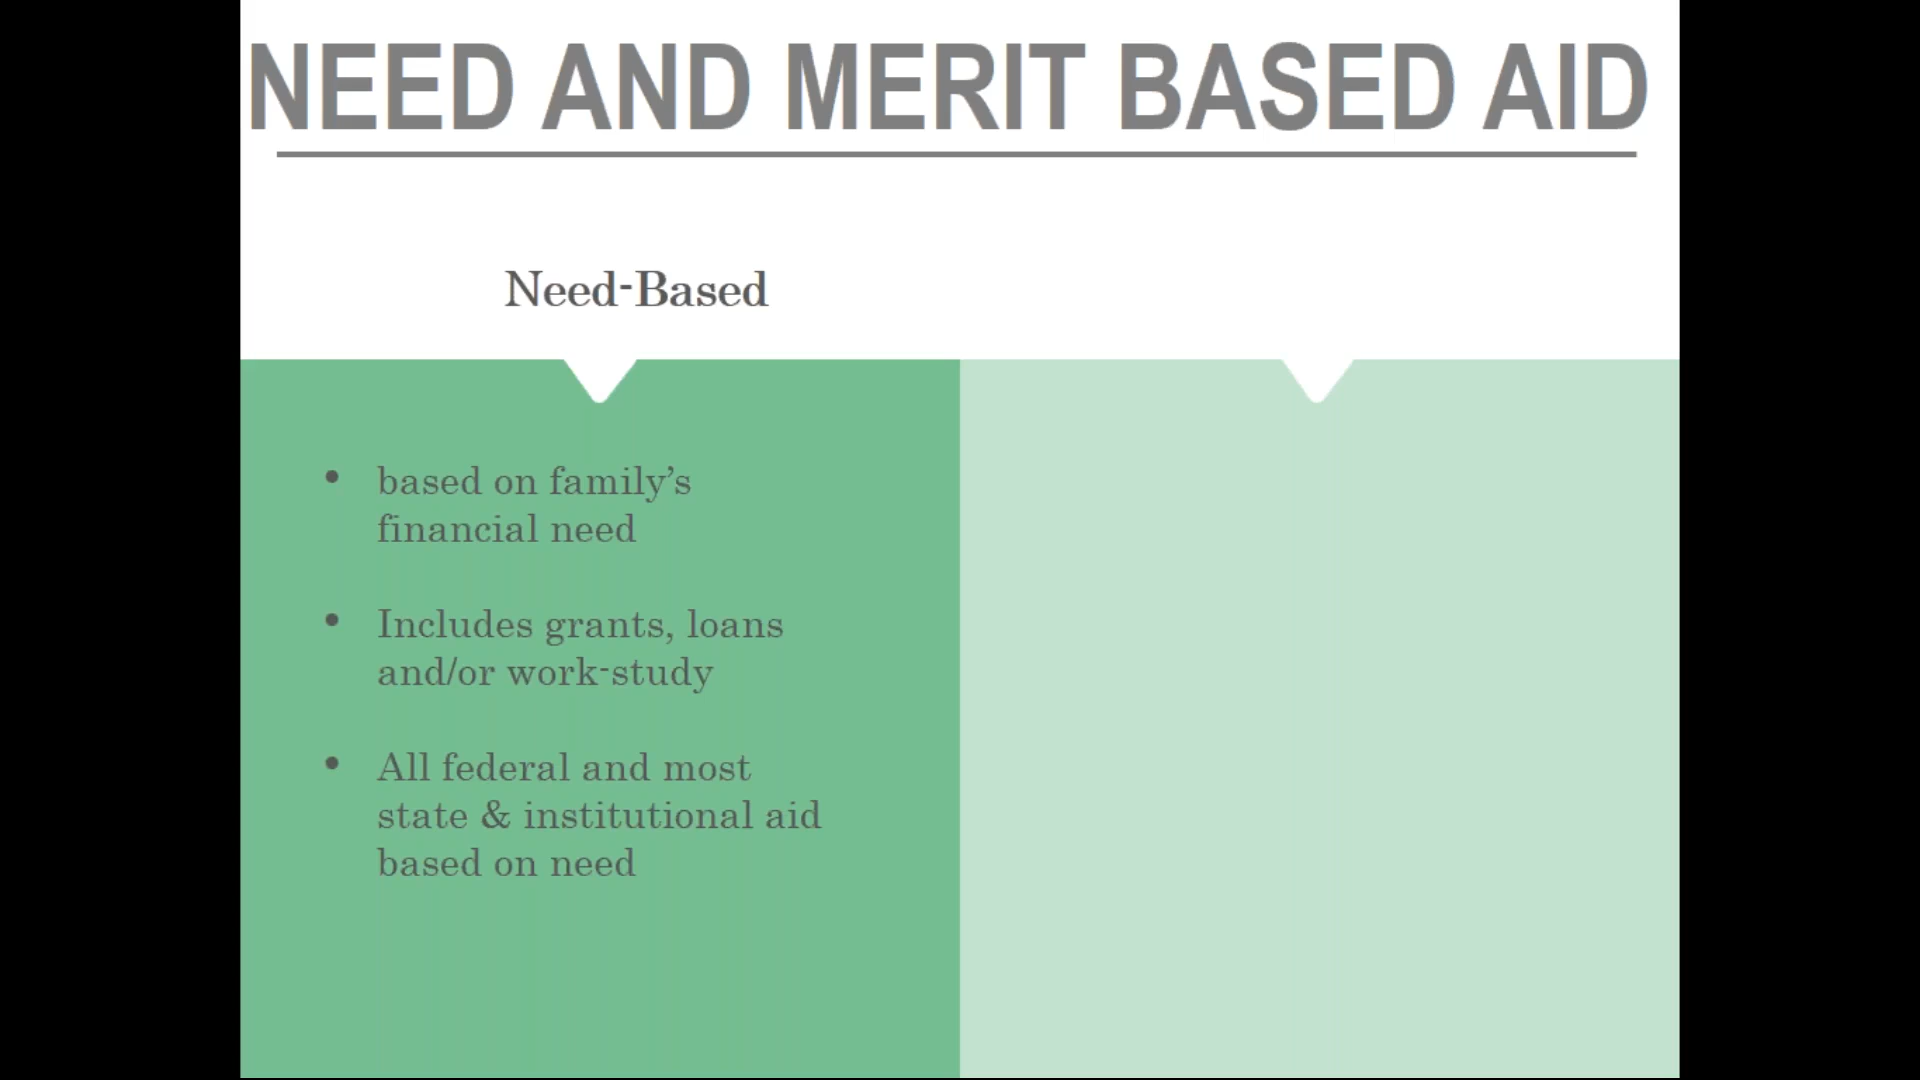 NEED AND MERIT BASED AID
Need-Based
• based on family’s
financial need
• Includes grants, loans
and/or work-study
• All federal and most
state & institutional aid
based on need